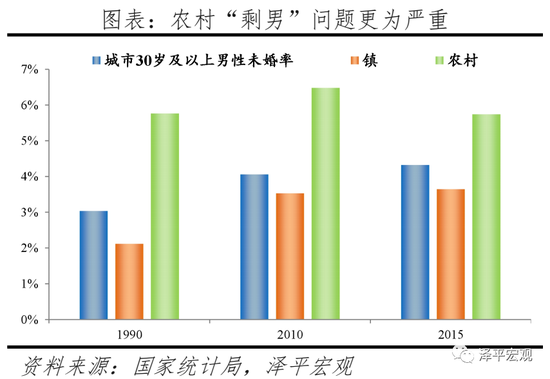 图表：农村“剩男”问题更为严重
城市30岁及以上男性未婚率 镇 农村
7%
6%
5%
4%
3%
2%
1%
0%
1990 2010 2015
资料来源：国家统计局，泽平宏观
泽平宏观